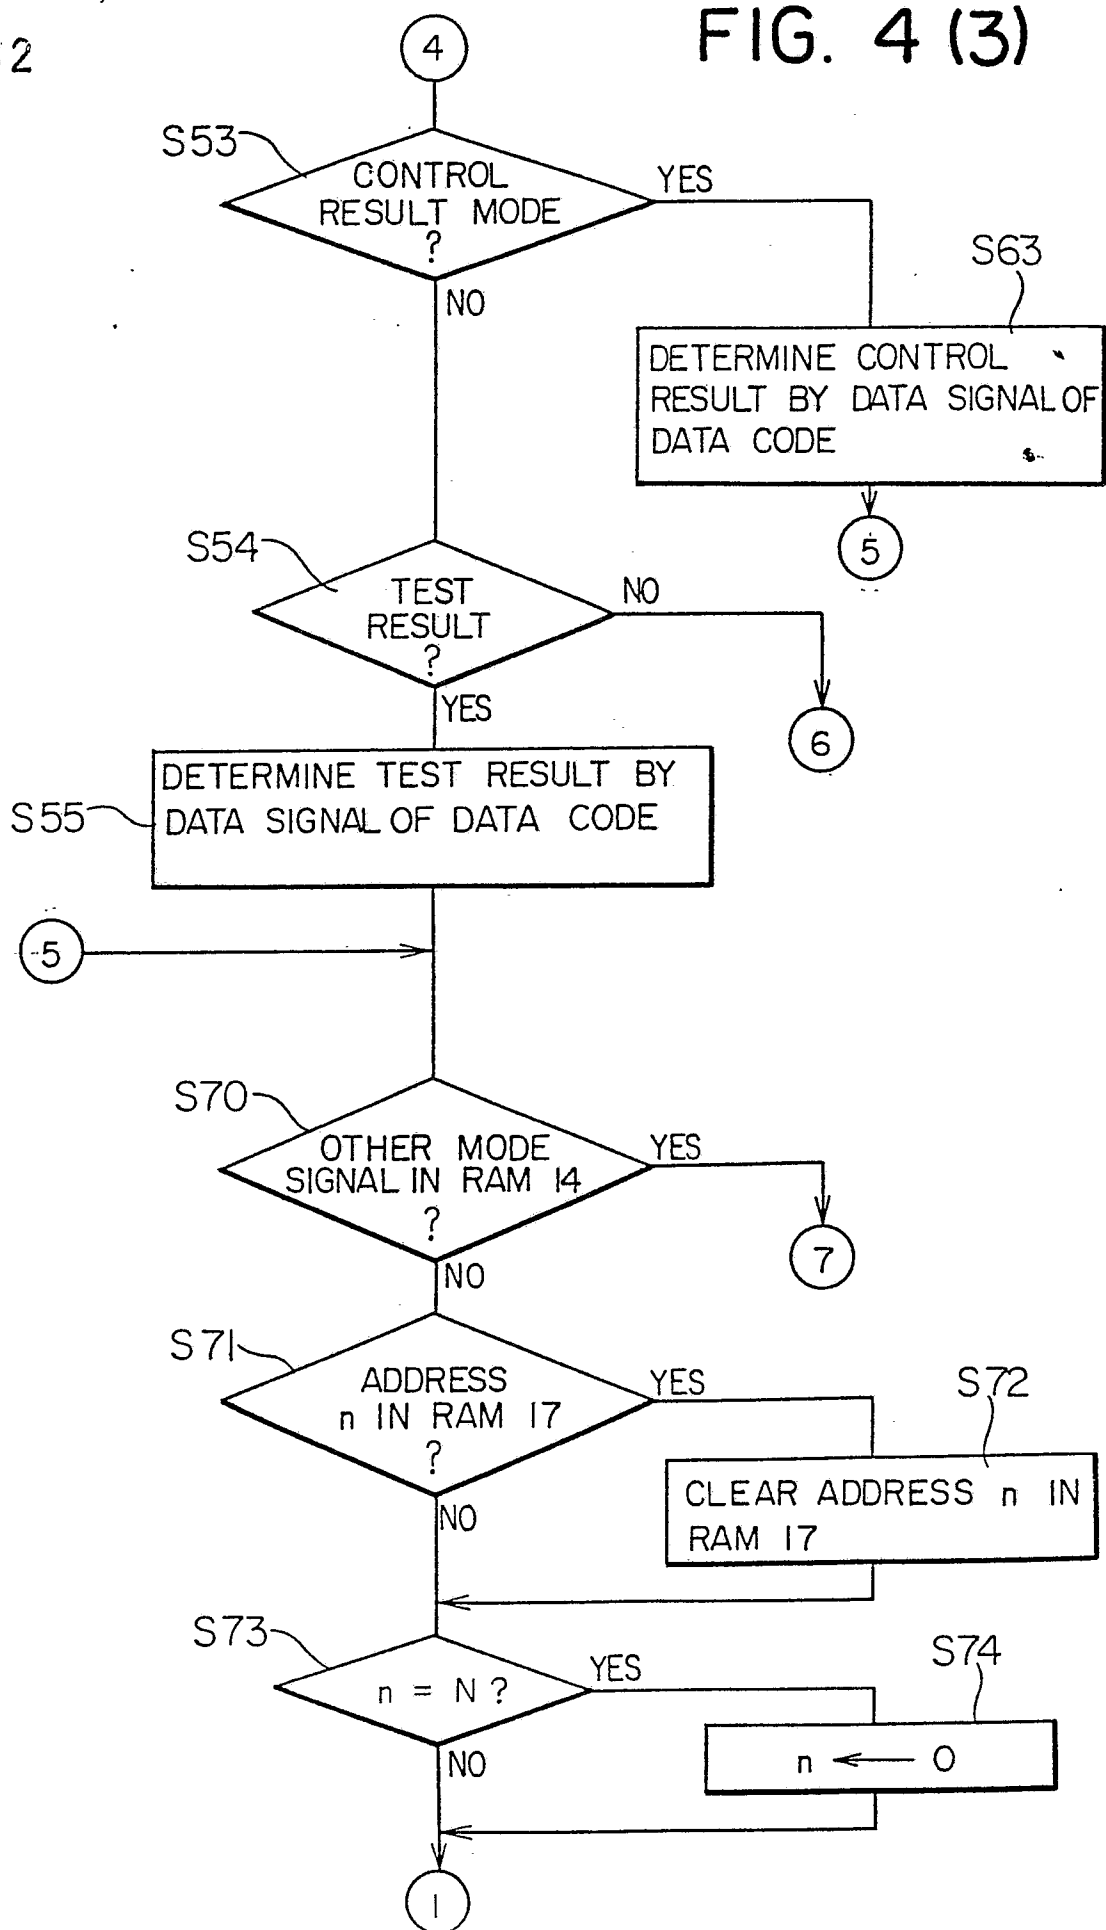 FIG. 4 (3)
2
4
S53
CONTROL
RESULT MODE
?
YES
NO
S63
DETERMINE CONTROL
RESULT BY DATA SIGNAL OF
DATA CODE
5
S54
TEST
RESULT
?
NO
YES
6
S55
DETERMINE TEST RESULT BY
DATA SIGNAL OF DATA CODE
5
S70
OTHER MODE
SIGNAL IN RAM 14
?
YES
NO
7
S71
ADDRESS
n IN RAM 17
?
YES
NO
S72
CLEAR ADDRESS n IN
RAM 17
S73
n = N ?
YES
NO
S74
n ← 0
1